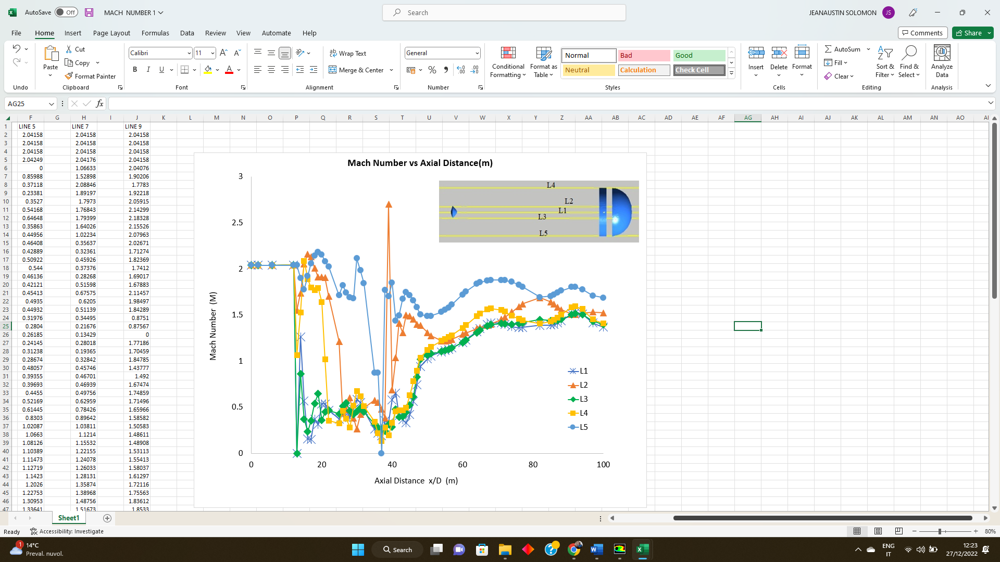 AutoSave Off MACH NUMBER 1 Search JEANAUSTIN SOLOMON JS
File Home Insert Page Layout Formulas Data Review View Automate Help Comments Share
Cut
Copy
Format Painter
Paste
Calibri 11
B I U
Wrap Text
Merge & Center
General
Conditional Formatting
Format as Table
Normal Bad Good
Neutral Calculation Check Cell
Insert Delete Format
AutoSum
Fill
Clear
Sort & Filter
Find & Select
Analyze Data
Undo Clipboard Font Alignment Number Styles Cells Editing Analysis
AG25 fx
F G H I J K L M N O P Q R S T U V W X Y Z AA AB AC AD AE AF AG AH AI AJ AK AL AM AN AO
1 LINE 5 LINE 7 LINE 9
2 2.04158 2.04158 2.04158
3 2.04158 2.04158 2.04158
4 2.04158 2.04158 2.04158
5 2.04249 2.04176 2.04158
6 0 1.06633 2.04076
7 0.85988 1.52898 1.90206
8 0.37118 2.08846 1.7783
9 0.23381 1.89197 1.92218
10 0.3527 1.7973 2.05915
11 0.54168 1.76843 2.14299
12 0.64648 1.79399 2.18328
13 0.35863 1.64026 2.15526
14 0.44956 1.02234 2.07963
15 0.46408 0.35637 2.02671
16 0.42889 0.32361 1.71274
17 0.50922 0.45926 1.82369
18 0.544 0.37376 1.7412
19 0.46136 0.28268 1.69017
20 0.42121 0.51598 1.67883
21 0.45413 0.67575 2.11457
22 0.4935 0.6205 1.98497
23 0.44932 0.51139 1.84289
24 0.31976 0.34495 0.8751
25 0.2804 0.21676 0.87567
26 0.26185 0.13429 0
27 0.24145 0.28018 1.77186
28 0.31238 0.19365 1.70459
29 0.28674 0.32842 1.84785
30 0.48057 0.45746 1.43777
31 0.39355 0.46701 1.492
32 0.39693 0.46939 1.67474
33 0.4455 0.49756 1.74859
34 0.52169 0.62959 1.71496
35 0.61445 0.78426 1.65966
36 0.8303 0.89642 1.58582
37 1.02087 1.03811 1.50583
38 1.0663 1.1214 1.48611
39 1.08126 1.15532 1.48908
40 1.10389 1.22155 1.53113
41 1.11473 1.24078 1.55413
42 1.12719 1.26033 1.58037
43 1.1423 1.28131 1.61297
44 1.2026 1.35874 1.72116
45 1.22753 1.38968 1.75563
46 1.30953 1.48756 1.83612
47 1.33641 1.51673 1.8533
Mach Number vs Axial Distance(m)
3
2.5
2
1.5
1
0.5
0
Mach Number (M)
0 20 40 60 80 100
Axial Distance x/D (m)
L4
L2
L1
L3
L5
L1
L2
L3
L4
L5
Sheet1
Ready Accessibility: Investigate 80%
1
14°C
Preval. nuvol.
Search
ENG
IT
12:23
27/12/2022